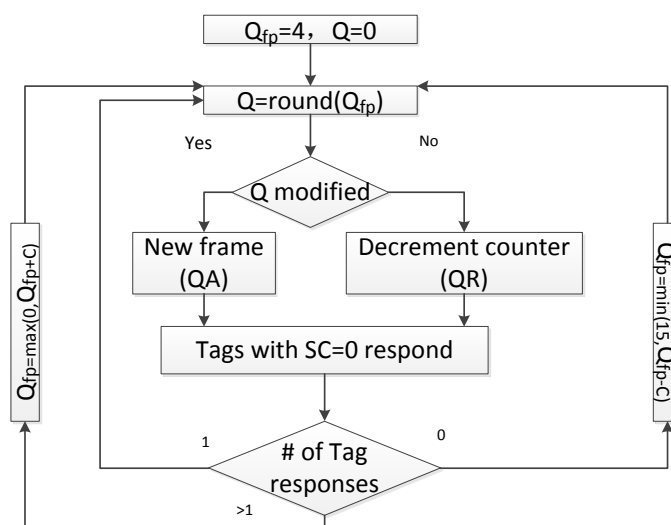 Qfp=4, Q=0
Q=round(Qfp)
Yes
No
Q modified
New frame
(QA)
Decrement counter
(QR)
Qfp=max(0,Qfp+C)
Qfp=min(15,Qfp-C)
Tags with SC=0 respond
1
0
# of Tag
responses
>1